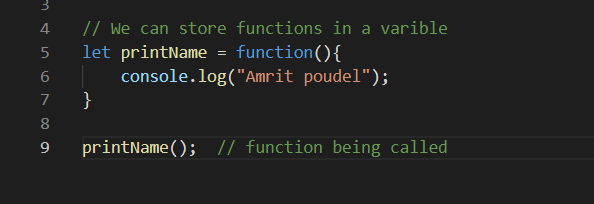 3
4 // We can store functions in a varible
5 let printName = function(){
6 console.log("Amrit poudel");
7 }
8
9 printName(); // function being called